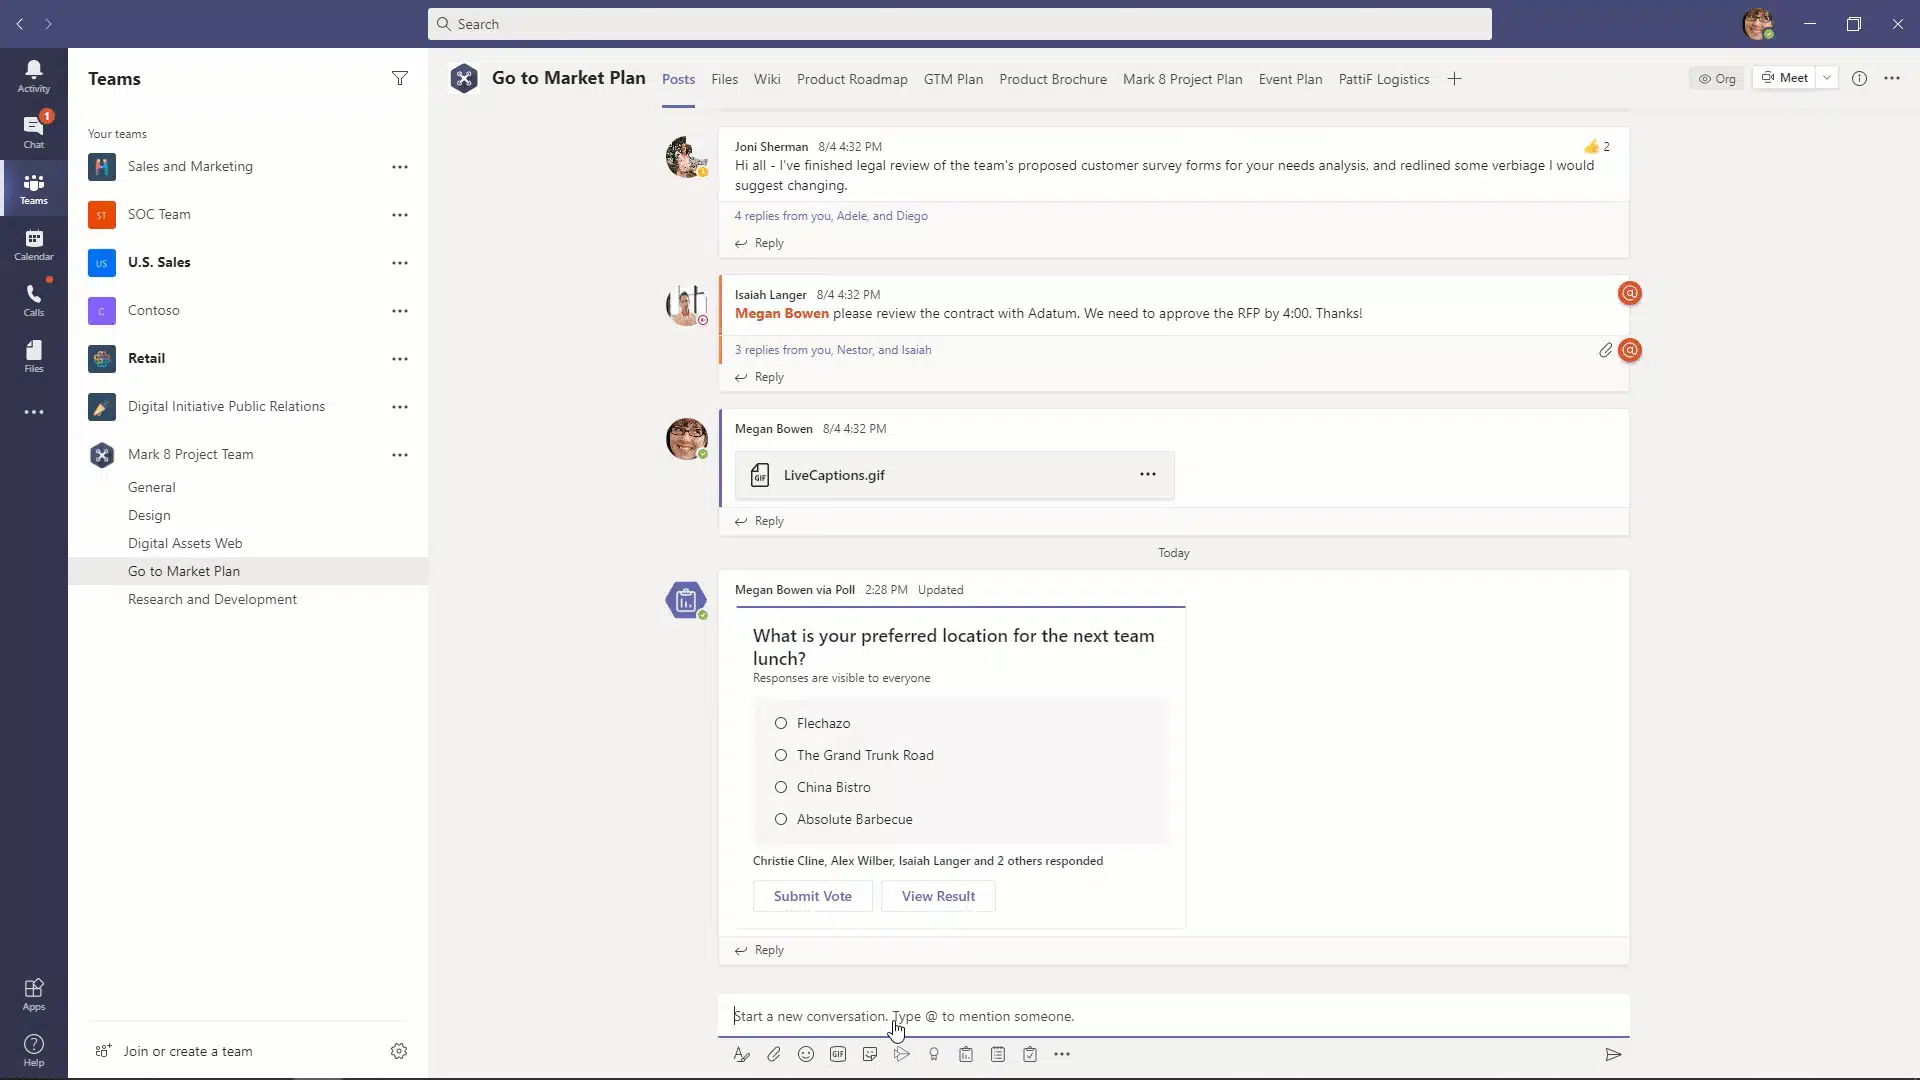 Search
Activity
1
Chat
Teams
Calendar
Calls
Files
Apps
Help
Teams
Your teams
Sales and Marketing
ST
SOC Team
US
U.S. Sales
C
Contoso
Retail
Digital Initiative Public Relations
Mark 8 Project Team
General
Design
Digital Assets Web
Go to Market Plan
Research and Development
Join or create a team
Go to Market Plan Posts Files Wiki Product Roadmap GTM Plan Product Brochure Mark 8 Project Plan Event Plan PattiF Logistics
Org Meet
Joni Sherman 8/4 4:32 PM 2
Hi all - I've finished legal review of the team's proposed customer survey forms for your needs analysis, and redlined some verbiage I would
suggest changing.
4 replies from you, Adele, and Diego
Reply
Isaiah Langer 8/4 4:32 PM
Megan Bowen please review the contract with Adatum. We need to approve the RFP by 4:00. Thanks!
3 replies from you, Nestor, and Isaiah
Reply
Megan Bowen 8/4 4:32 PM
GIF LiveCaptions.gif
Reply
Today
Megan Bowen via Poll 2:28 PM Updated
What is your preferred location for the next team
lunch?
Responses are visible to everyone
Flechazo
The Grand Trunk Road
China Bistro
Absolute Barbecue
Christie Cline, Alex Wilber, Isaiah Langer and 2 others responded
Submit Vote View Result
Reply
Start a new conversation. Type @ to mention someone.
GIF